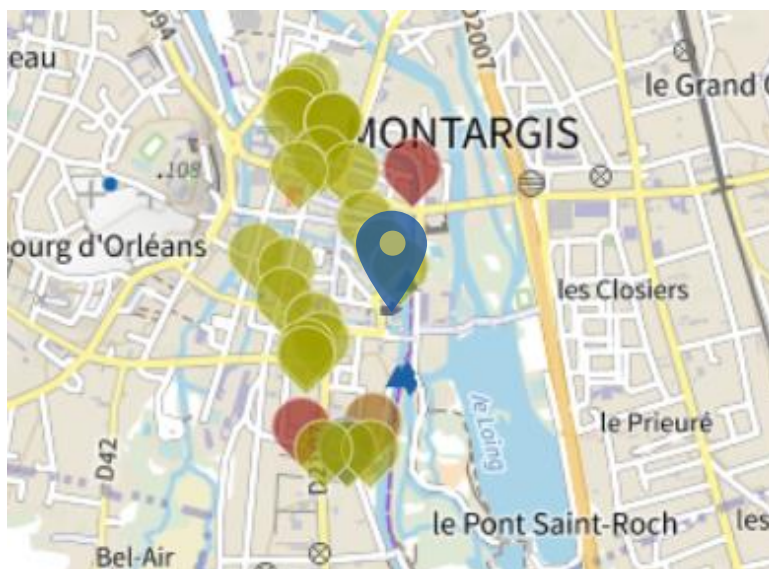 D94
D2007
eau
le Grand
MONTARGIS
108
bourg d'Orléans
les Closiers
le Loing
le Prieuré
D42
le Pont Saint-Roch
les
Bel-Air